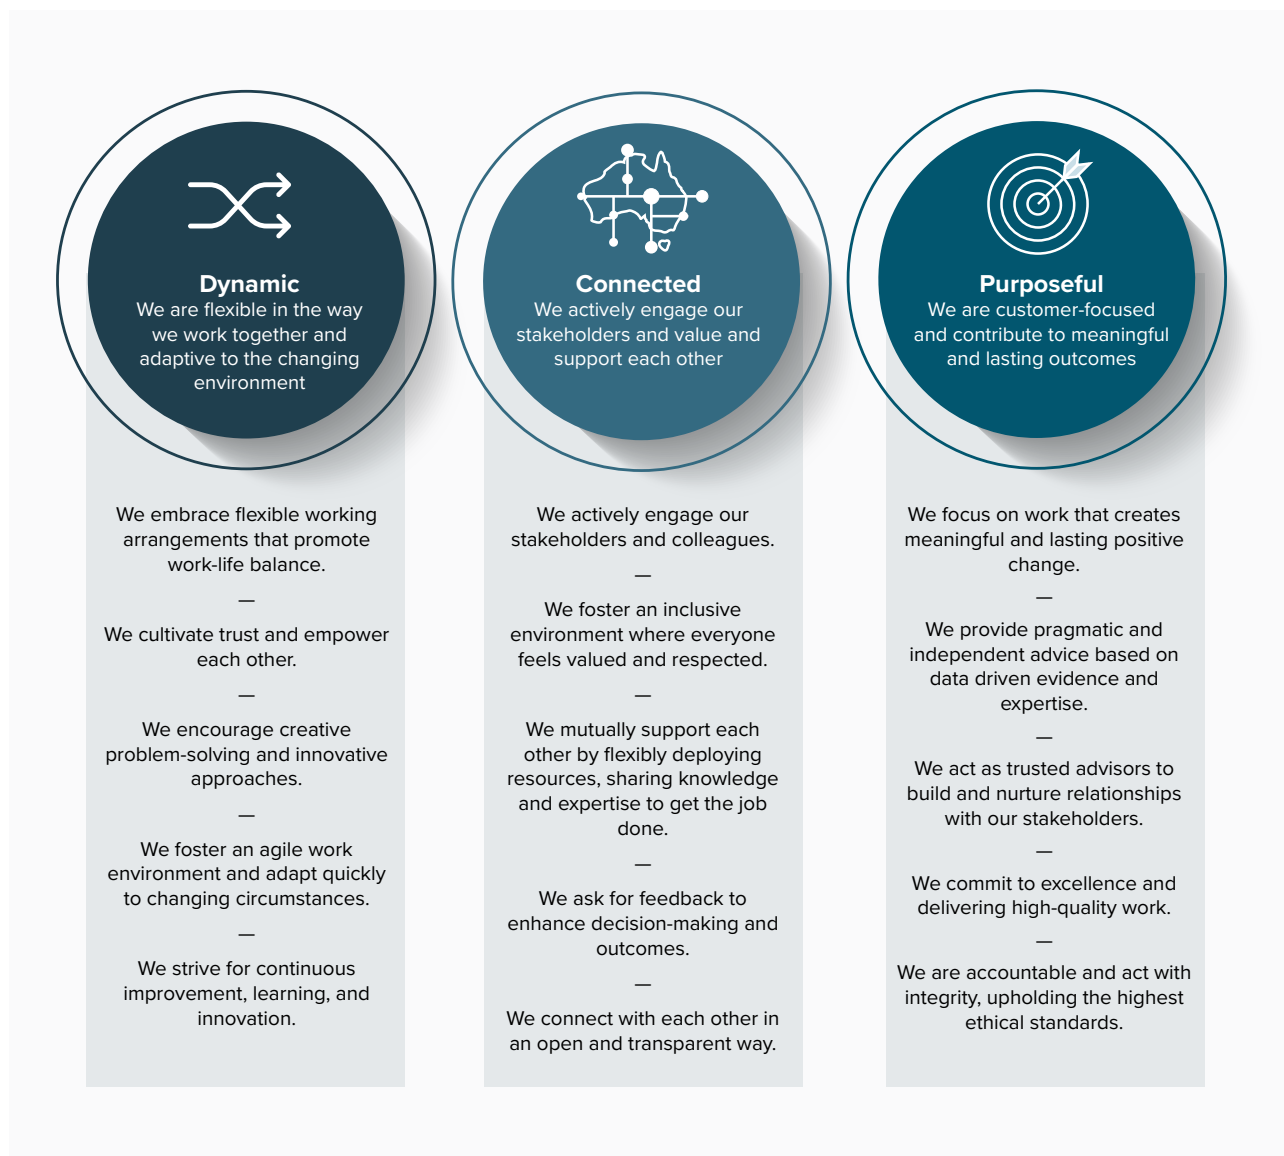 Dynamic
We are flexible in the way
we work together and
adaptive to the changing
environment
We embrace flexible working
arrangements that promote
work-life balance.
—
We cultivate trust and empower
each other.
—
We encourage creative
problem-solving and innovative
approaches.
—
We foster an agile work
environment and adapt quickly
to changing circumstances.
—
We strive for continuous
improvement, learning, and
innovation.
Connected
We actively engage our
stakeholders and value and
support each other
We actively engage our
stakeholders and colleagues.
—
We foster an inclusive
environment where everyone
feels valued and respected.
—
We mutually support each
other by flexibly deploying
resources, sharing knowledge
and expertise to get the job
done.
—
We ask for feedback to
enhance decision-making and
outcomes.
—
We connect with each other in
an open and transparent way.
Purposeful
We are customer-focused
and contribute to meaningful
and lasting outcomes
We focus on work that creates
meaningful and lasting positive
change.
—
We provide pragmatic and
independent advice based on
data driven evidence and
expertise.
—
We act as trusted advisors to
build and nurture relationships
with our stakeholders.
—
We commit to excellence and
delivering high-quality work.
—
We are accountable and act with
integrity, upholding the highest
ethical standards.